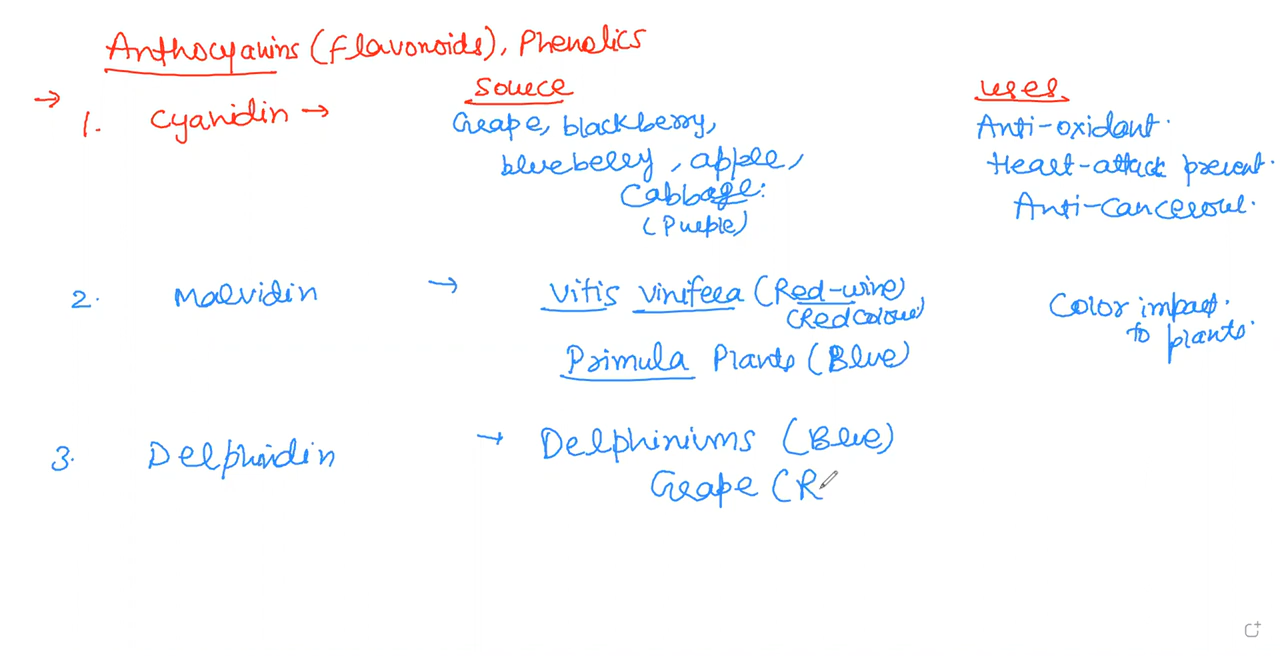 Anthocyanins (Flavonoids), Phenolics
Source
uses
→ 1. Cyanidin →
Grape, blackberry,
blueberry, apple,
Cabbage:
(Purple)
Anti-oxidant.
Heart-attack prevent.
Anti-cancerous.
2. Malvidin → Vitis vinifera (Red-wine)
(Red colour)
Primula Plants (Blue)
Color impact.
to plants.
3. Delphinidin → Delphiniums (Blue)
Grape (R